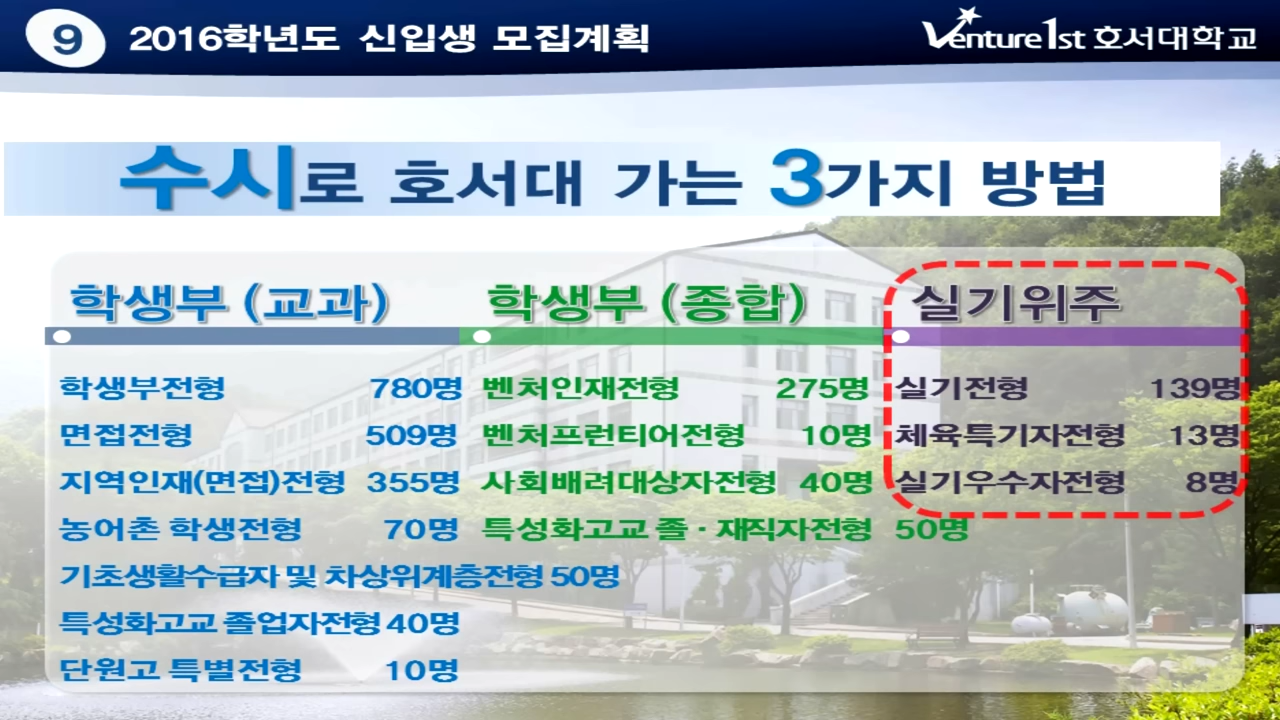 9 2016학년도 신입생 모집계획
Venture 1st 호서대학교
수시로 호서대 가는 3가지 방법
학생부 (교과)
학생부전형 780명
면접전형 509명
지역인재(면접)전형 355명
농어촌 학생전형 70명
기초생활수급자 및 차상위계층전형 50명
특성화고교 졸업자전형 40명
단원고 특별전형 10명
학생부 (종합)
벤처인재전형 275명
벤처프런티어전형 10명
사회배려대상자전형 40명
특성화고교 졸 · 재직자전형 50명
실기위주
실기전형 139명
체육특기자전형 13명
실기우수자전형 8명